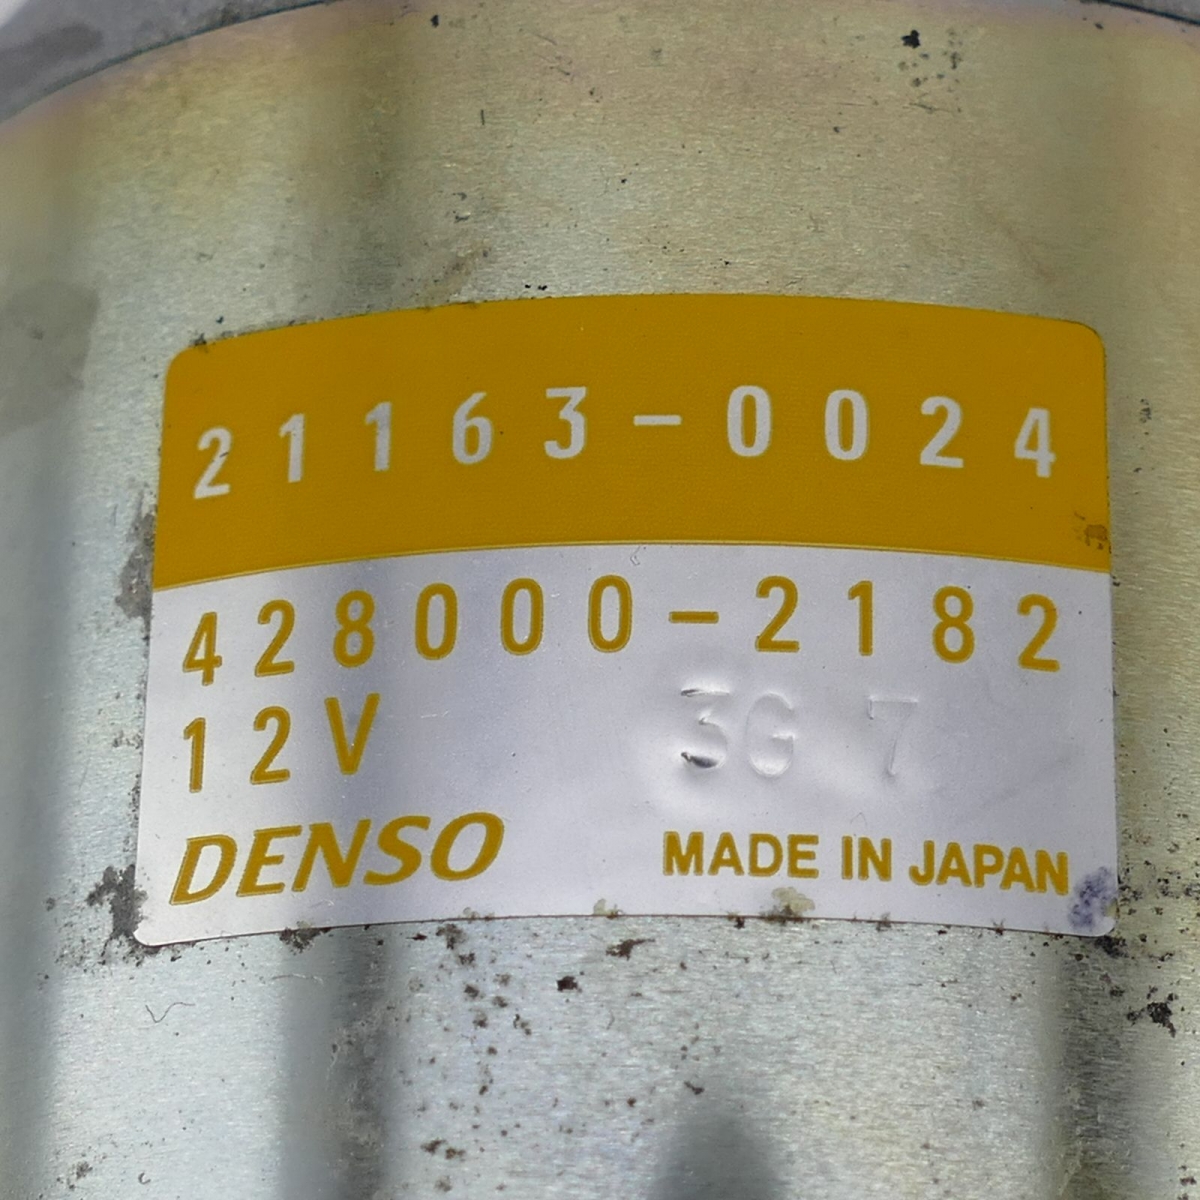 21163-0024
428000-2182
12V 3G 7
DENSO MADE IN JAPAN